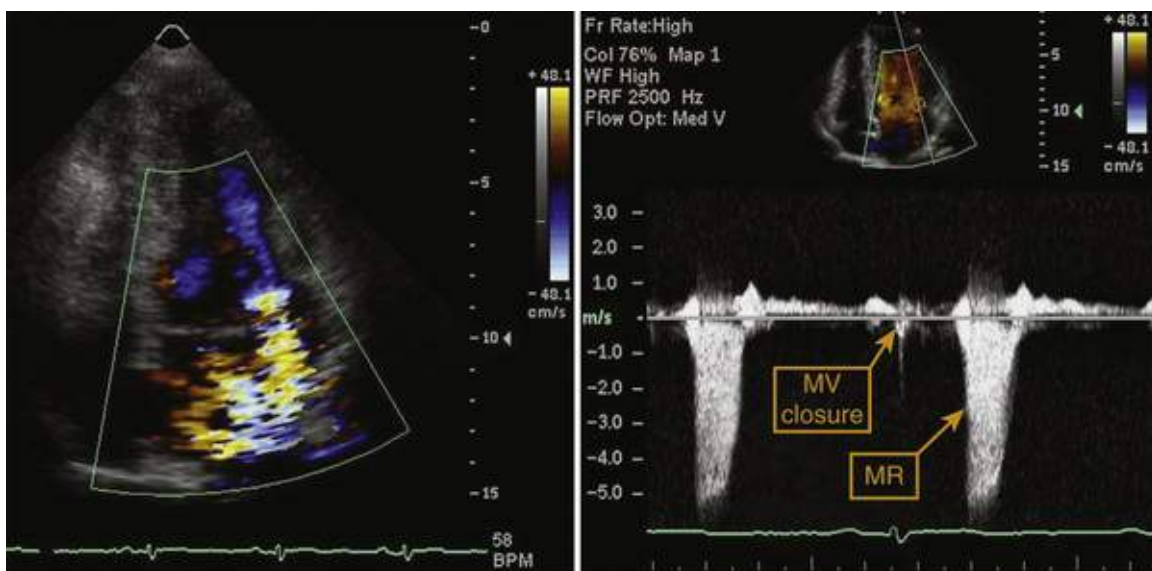 0
5
10
15
+ 48.1
- 48.1
cm/s
58
BPM
Fr Rate:High
Col 76% Map 1
WF High
PRF 2500 Hz
Flow Opt: Med V
5
10
15
+ 48.1
- 48.1
cm/s
3.0
2.0
1.0
m/s
-1.0
-2.0
-3.0
-4.0
-5.0
MV
closure
MR